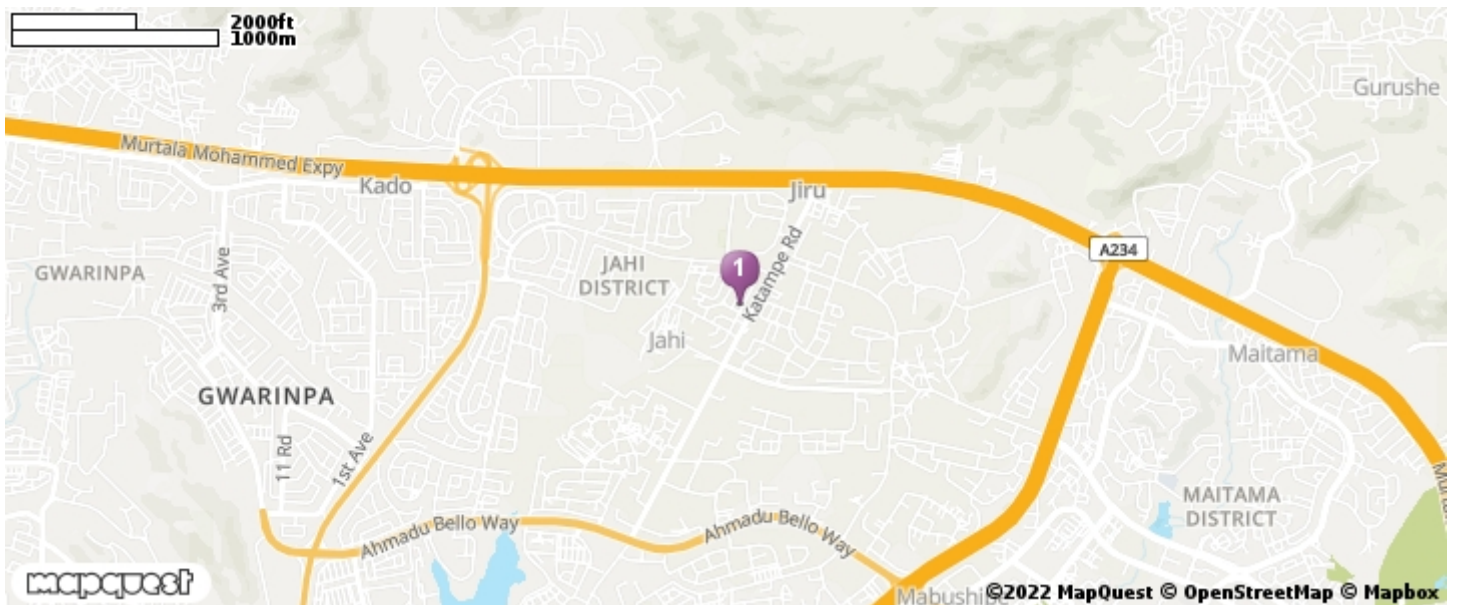 2000ft
1000m
Gurushe
Murtala Mohammed Expy
Kado
Jiru
A234
GWARINPA
3rd Ave
JAHI
DISTRICT
1
Katampe Rd
Jahi
Maitama
GWARINPA
11 Rd
1st Ave
MAITAMA
DISTRICT
Ahmadu Bello Way
Ahmadu Bello Way
mapquest
©2022 MapQuest © OpenStreetMap © Mapbox